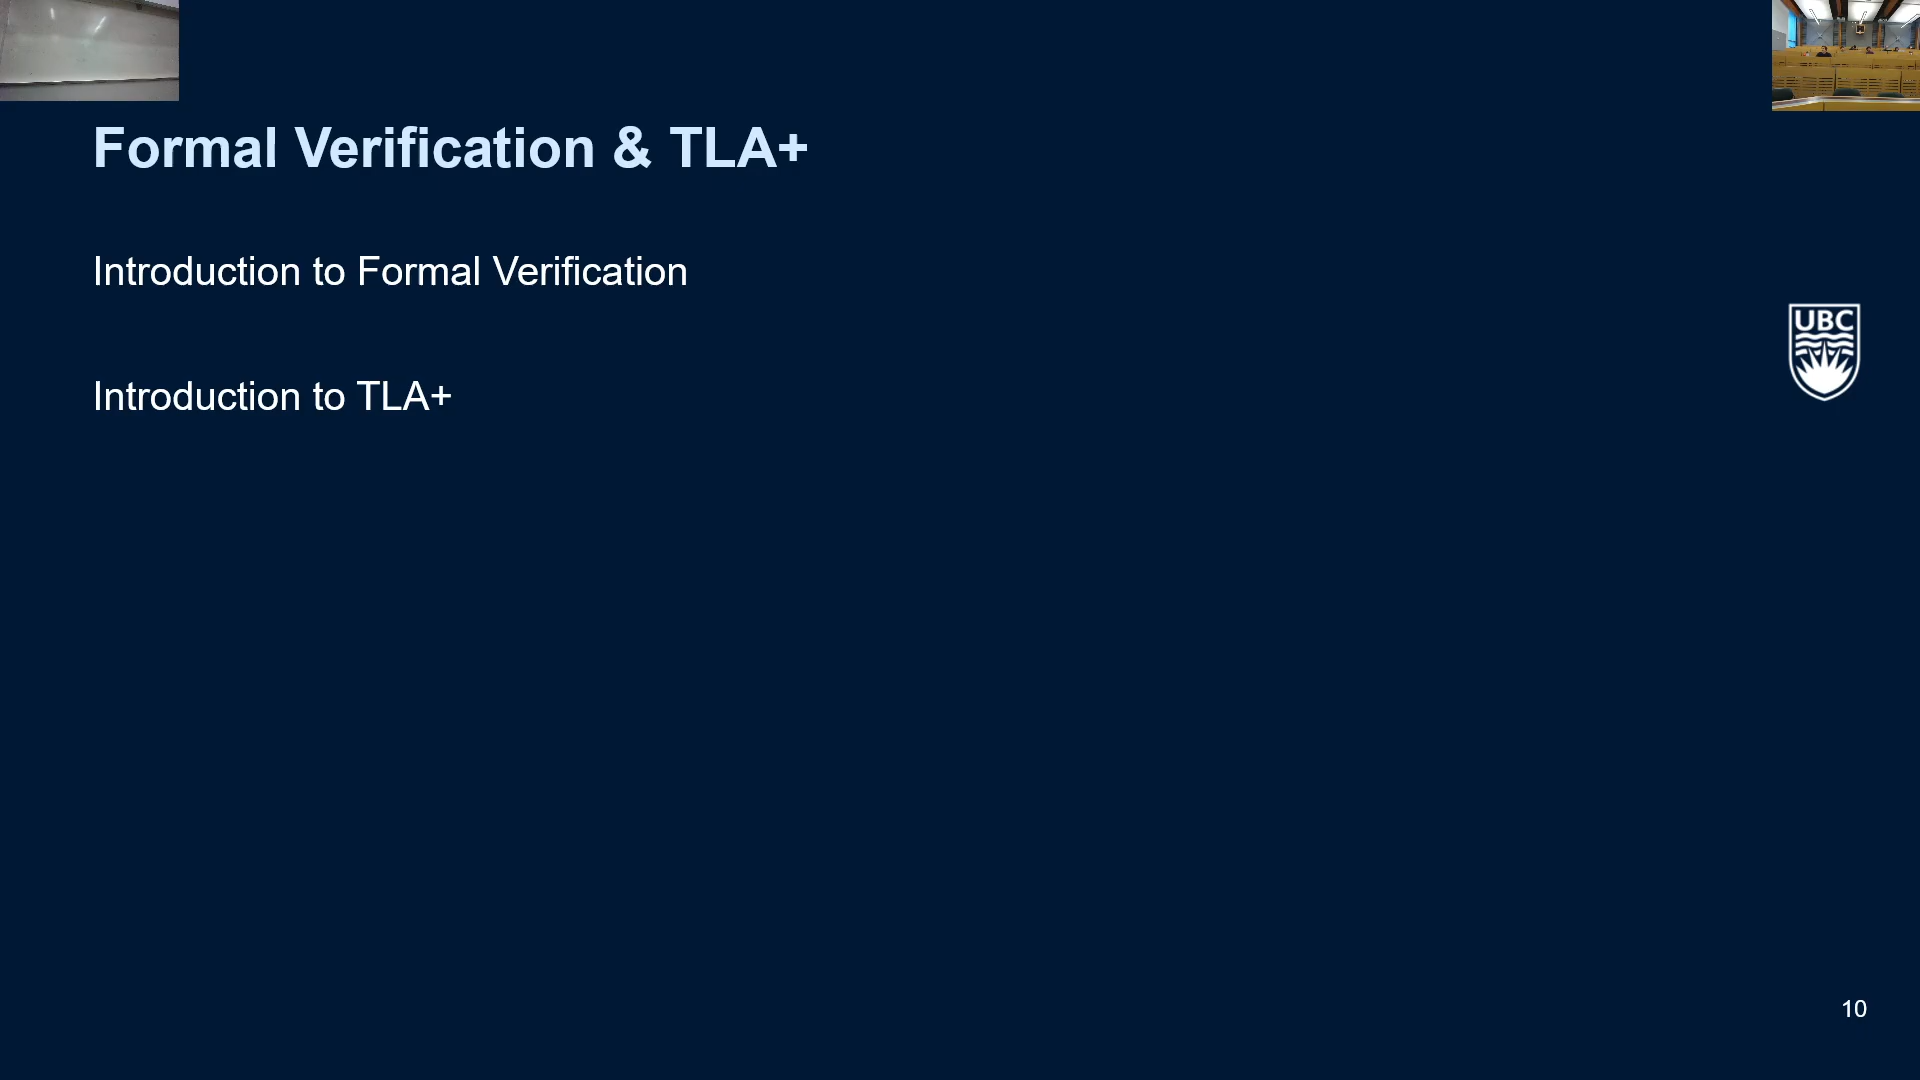 Formal Verification & TLA+
Introduction to Formal Verification
UBC
Introduction to TLA+
10